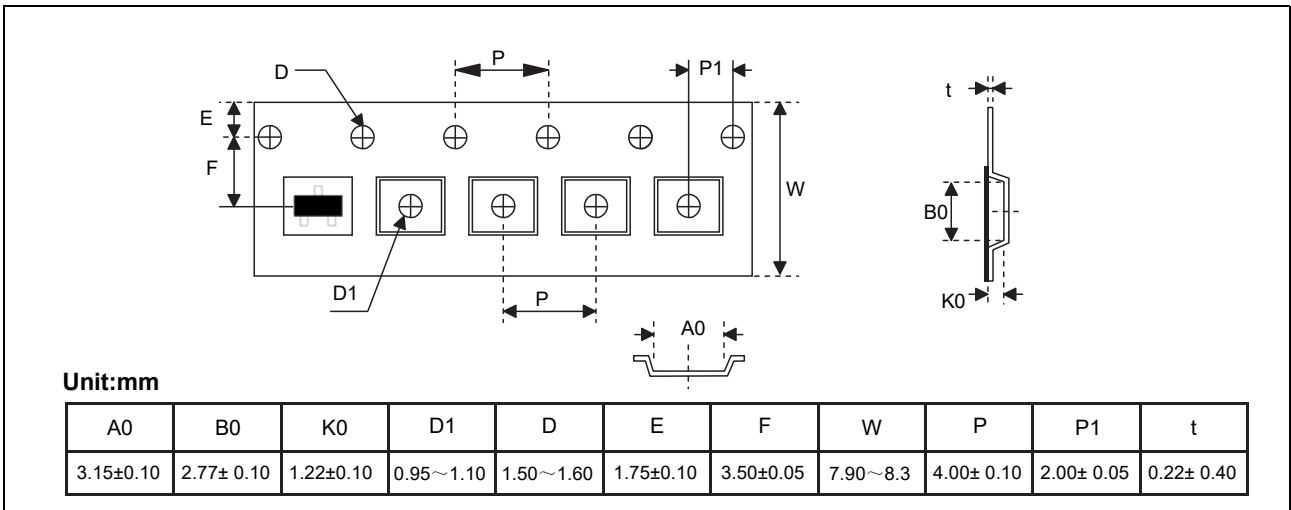 P
P1
D
t
E
F
W
B0
D1
P
K0
A0
Unit:mm
A0 B0 K0 D1 D E F W P P1 t
3.15±0.10 2.77± 0.10 1.22±0.10 0.95～1.10 1.50～1.60 1.75±0.10 3.50±0.05 7.90～8.3 4.00± 0.10 2.00± 0.05 0.22± 0.40